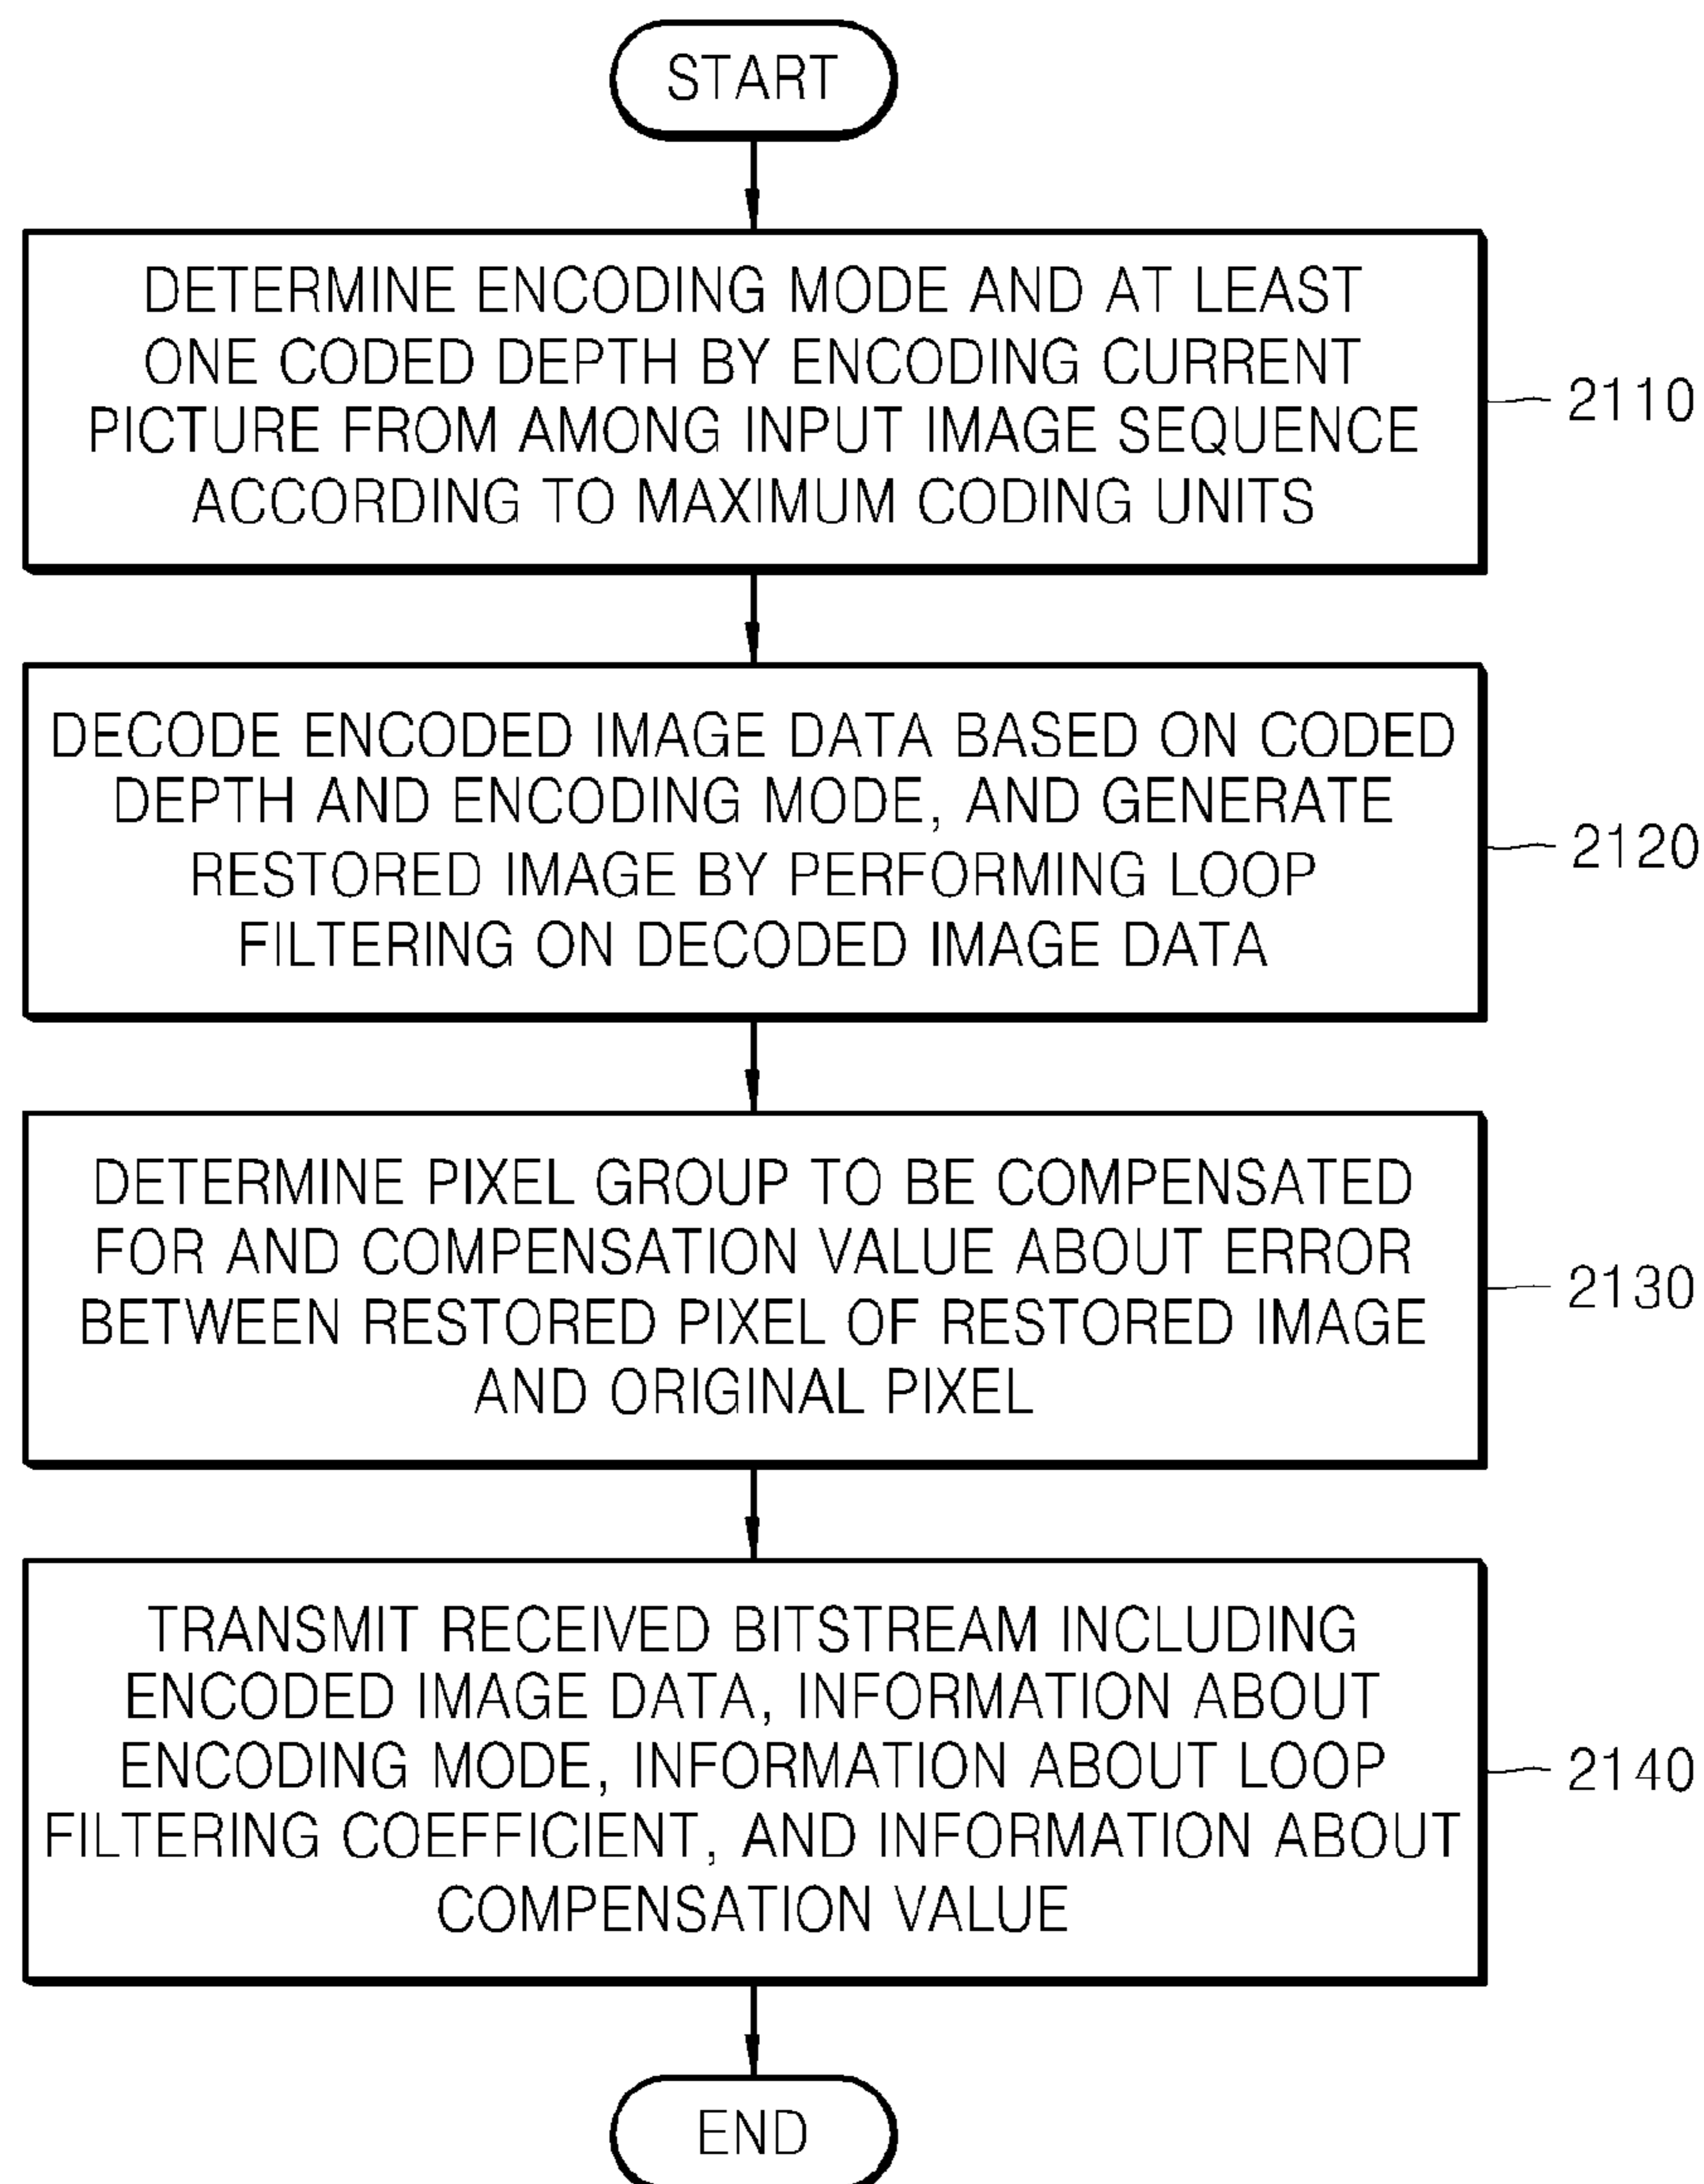 START
DETERMINE ENCODING MODE AND AT LEAST
ONE CODED DEPTH BY ENCODING CURRENT
PICTURE FROM AMONG INPUT IMAGE SEQUENCE
ACCORDING TO MAXIMUM CODING UNITS
2110
DECODE ENCODED IMAGE DATA BASED ON CODED
DEPTH AND ENCODING MODE, AND GENERATE
RESTORED IMAGE BY PERFORMING LOOP
FILTERING ON DECODED IMAGE DATA
2120
DETERMINE PIXEL GROUP TO BE COMPENSATED
FOR AND COMPENSATION VALUE ABOUT ERROR
BETWEEN RESTORED PIXEL OF RESTORED IMAGE
AND ORIGINAL PIXEL
2130
TRANSMIT RECEIVED BITSTREAM INCLUDING
ENCODED IMAGE DATA, INFORMATION ABOUT
ENCODING MODE, INFORMATION ABOUT LOOP
FILTERING COEFFICIENT, AND INFORMATION ABOUT
COMPENSATION VALUE
2140
END